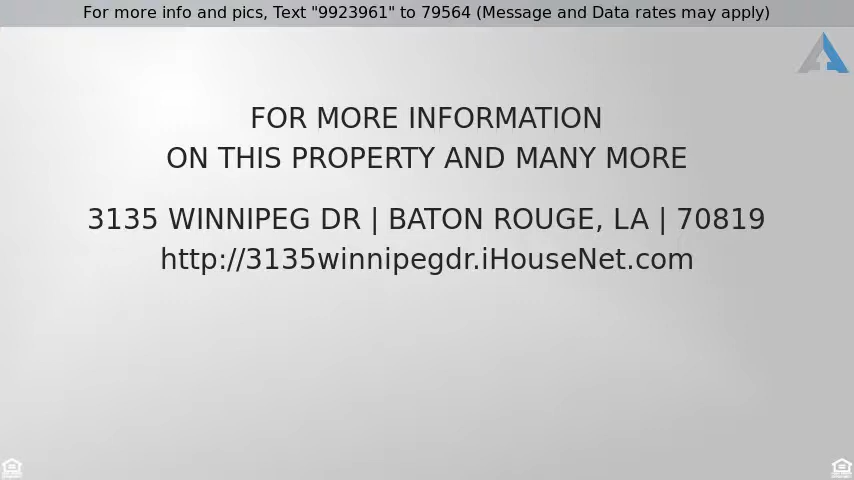 For more info and pics, Text "9923961" to 79564 (Message and Data rates may apply)
FOR MORE INFORMATION
ON THIS PROPERTY AND MANY MORE
3135 WINNIPEG DR | BATON ROUGE, LA | 70819
http://3135winnipegdr.iHouseNet.com